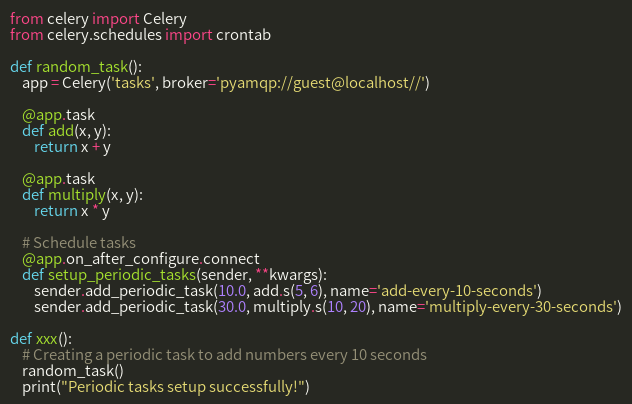 from celery import Celery
from celery.schedules import crontab

def random_task():
    app = Celery('tasks', broker='pyamqp://guest@localhost//')

    @app.task
    def add(x, y):
        return x + y

    @app.task
    def multiply(x, y):
        return x * y

    # Schedule tasks
    @app.on_after_configure.connect
    def setup_periodic_tasks(sender, **kwargs):
        sender.add_periodic_task(10.0, add.s(5, 6), name='add-every-10-seconds')
        sender.add_periodic_task(30.0, multiply.s(10, 20), name='multiply-every-30-seconds')

def xxx():
    # Creating a periodic task to add numbers every 10 seconds
    random_task()
    print("Periodic tasks setup successfully!")